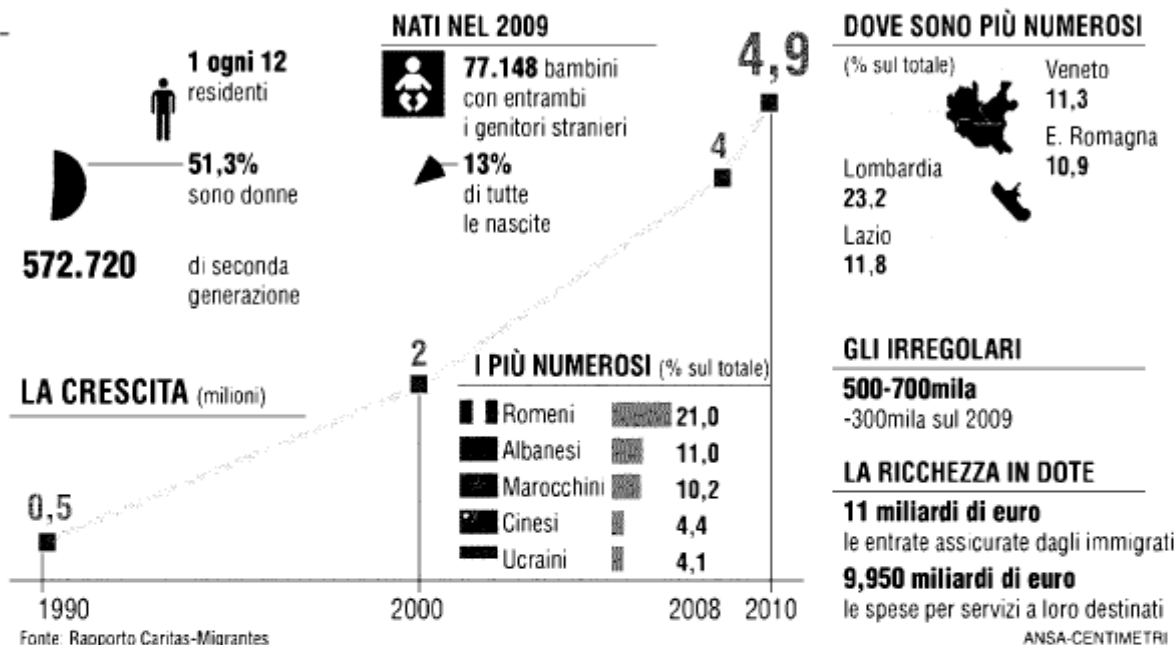 1 ogni 12
residenti
51,3%
sono donne
572.720
di seconda
generazione
NATI NEL 2009
77.148 bambini
con entrambi
i genitori stranieri
13%
di tutte
le nascite
DOVE SONO PIÙ NUMEROSI
(% sul totale)
Veneto
11,3
E. Romagna
10,9
Lombardia
23,2
Lazio
11,8
LA CRESCITA (milioni)
0,5
2
4
4,9
1990
2000
2008
2010
I PIÙ NUMEROSI (% sul totale)
Romeni 21,0
Albanesi 11,0
Marocchini 10,2
Cinesi 4,4
Ucraini 4,1
GLI IRREGOLARI
500-700mila
-300mila sul 2009
LA RICCHEZZA IN DOTE
11 miliardi di euro
le entrate assicurate dagli immigrati
9,950 miliardi di euro
le spese per servizi a loro destinati
Fonte: Rapporto Caritas-Migrantes
ANSA-CENTIMETRI